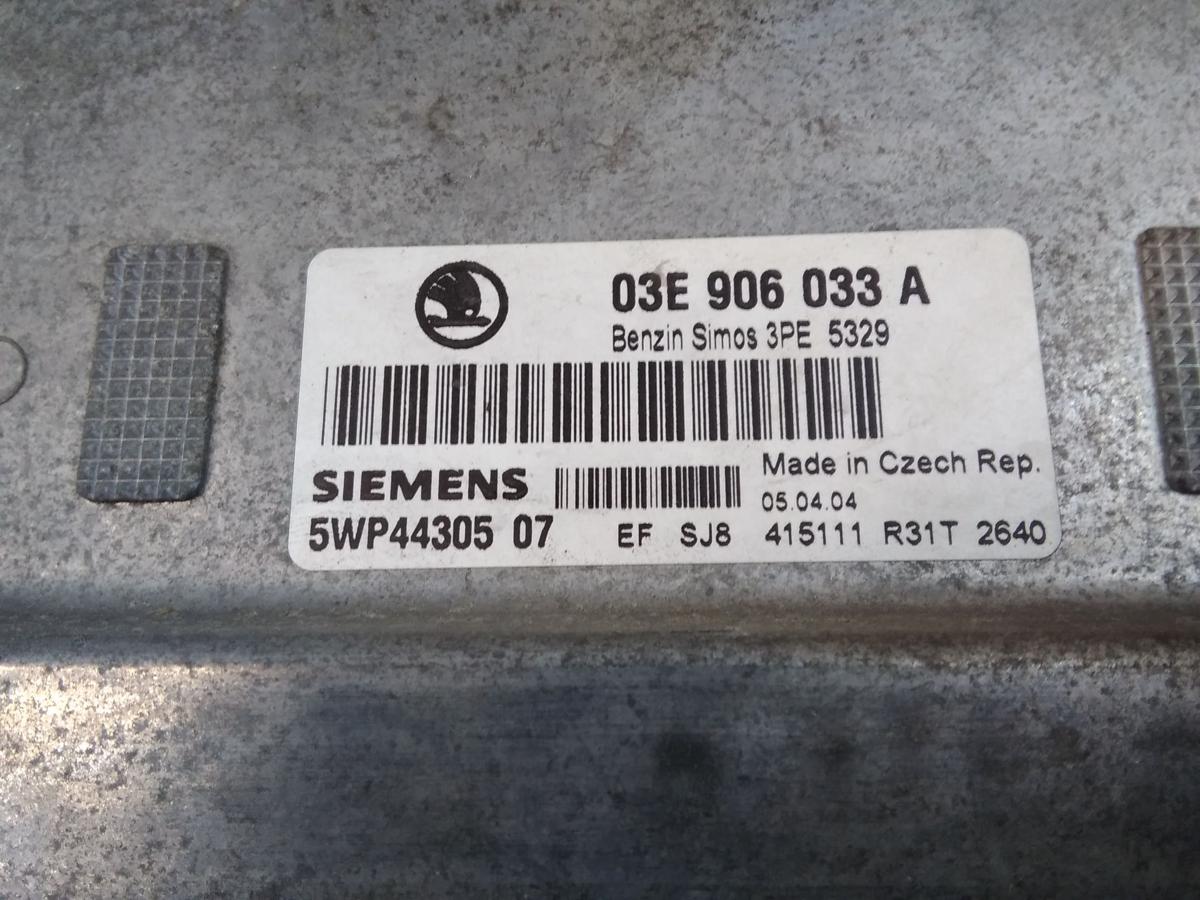 03E 906 033 A
Benzin Simos 3PE 5329
SIEMENS
Made in Czech Rep.
05.04.04
5WP44305 07 EF SJ8 415111 R31T 2640